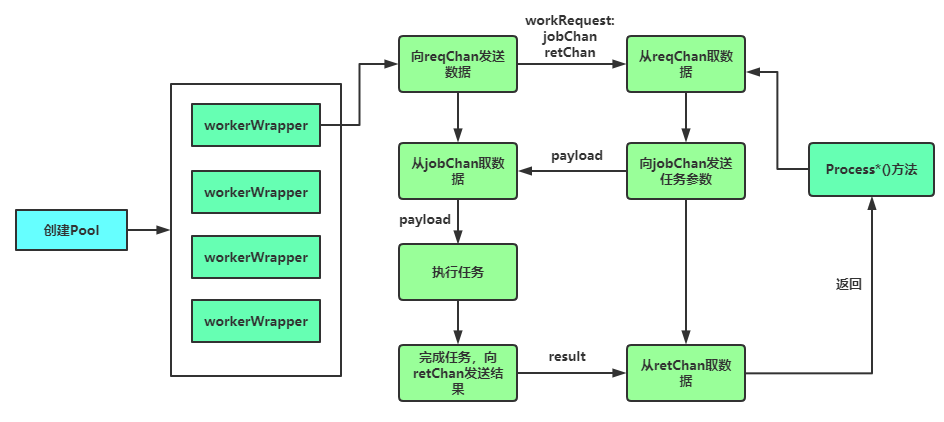 创建Pool
workerWrapper
workerWrapper
workerWrapper
workerWrapper
向reqChan发送
数据
workRequest:
jobChan
retChan
从reqChan取数
据
从jobChan取数
据
payload
向jobChan发送
任务参数
Process*()方法
payload
执行任务
返回
完成任务，向
retChan发送结
果
result
从retChan取数
据